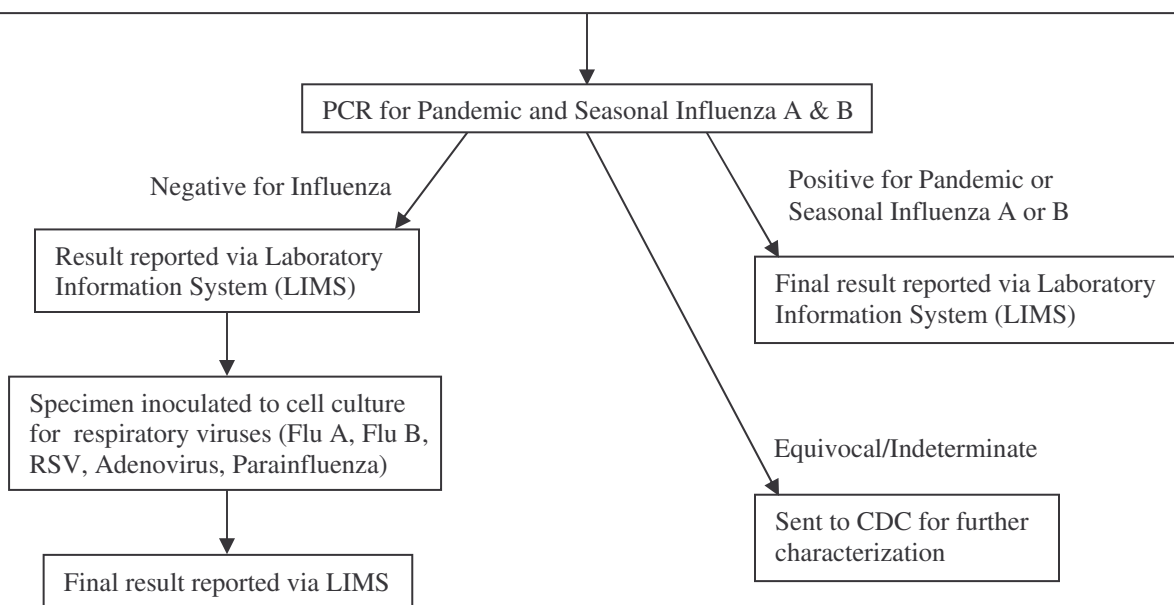 PCR for Pandemic and Seasonal Influenza A & B
Negative for Influenza
Positive for Pandemic or
Seasonal Influenza A or B
Result reported via Laboratory
Information System (LIMS)
Final result reported via Laboratory
Information System (LIMS)
Specimen inoculated to cell culture
for respiratory viruses (Flu A, Flu B,
RSV, Adenovirus, Parainfluenza)
Equivocal/Indeterminate
Sent to CDC for further
characterization
Final result reported via LIMS